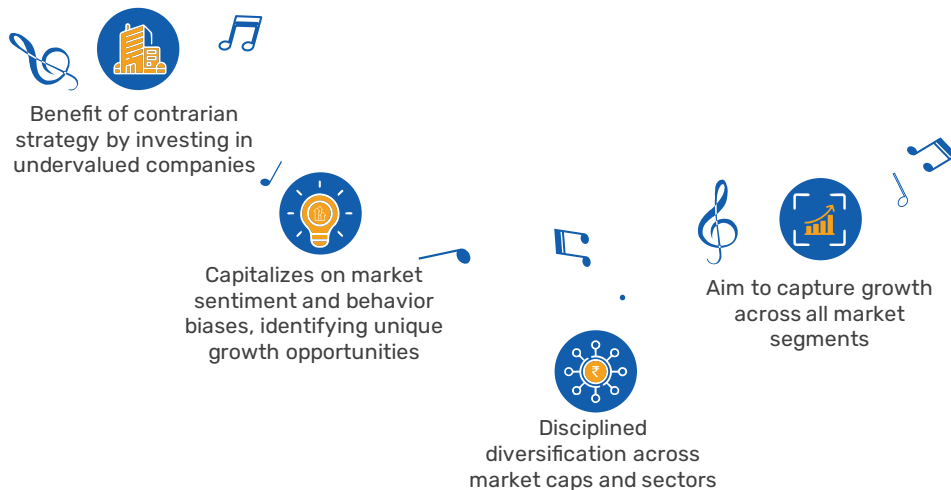 Benefit of contrarian
strategy by investing in
undervalued companies
Capitalizes on market
sentiment and behavior
biases, identifying unique
growth opportunities
₹
Disciplined
diversification across
market caps and sectors
Aim to capture growth
across all market
segments